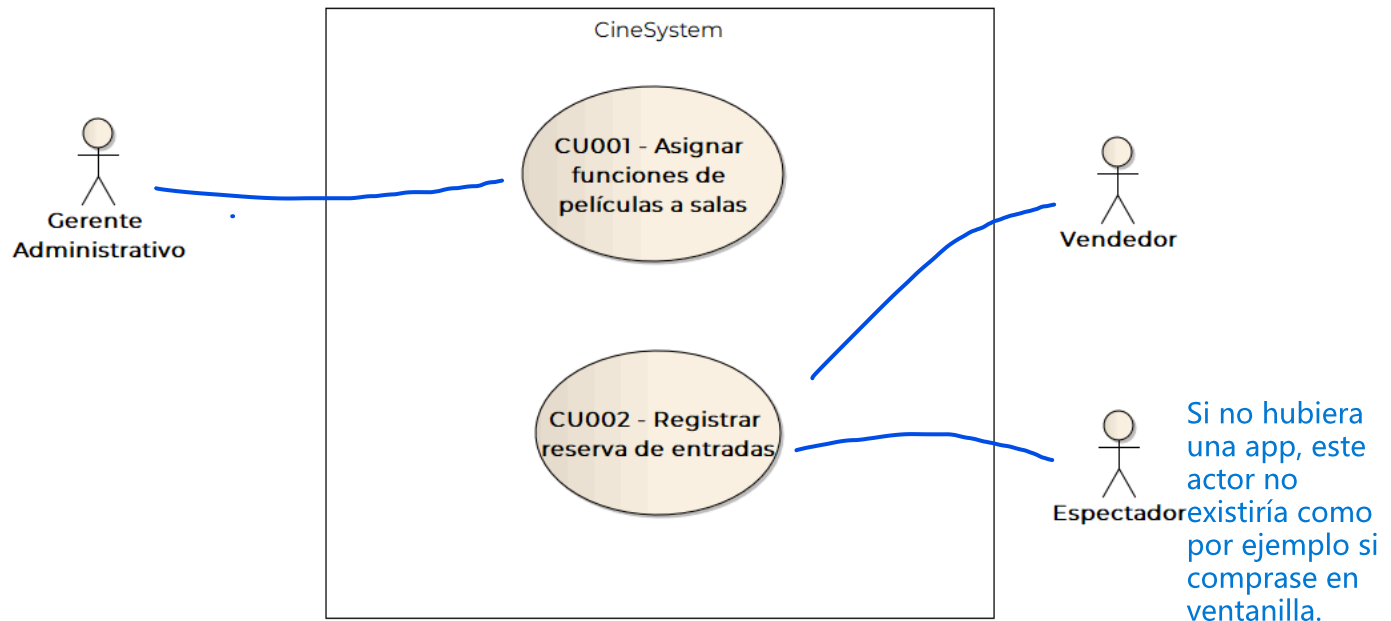 CineSystem
CU001 - Asignar
funciones de
películas a salas
Gerente
Administrativo
Vendedor
CU002 - Registrar
reserva de entradas
Espectador
Si no hubiera
una app, este
actor no
existiría como
por ejemplo si
comprase en
ventanilla.